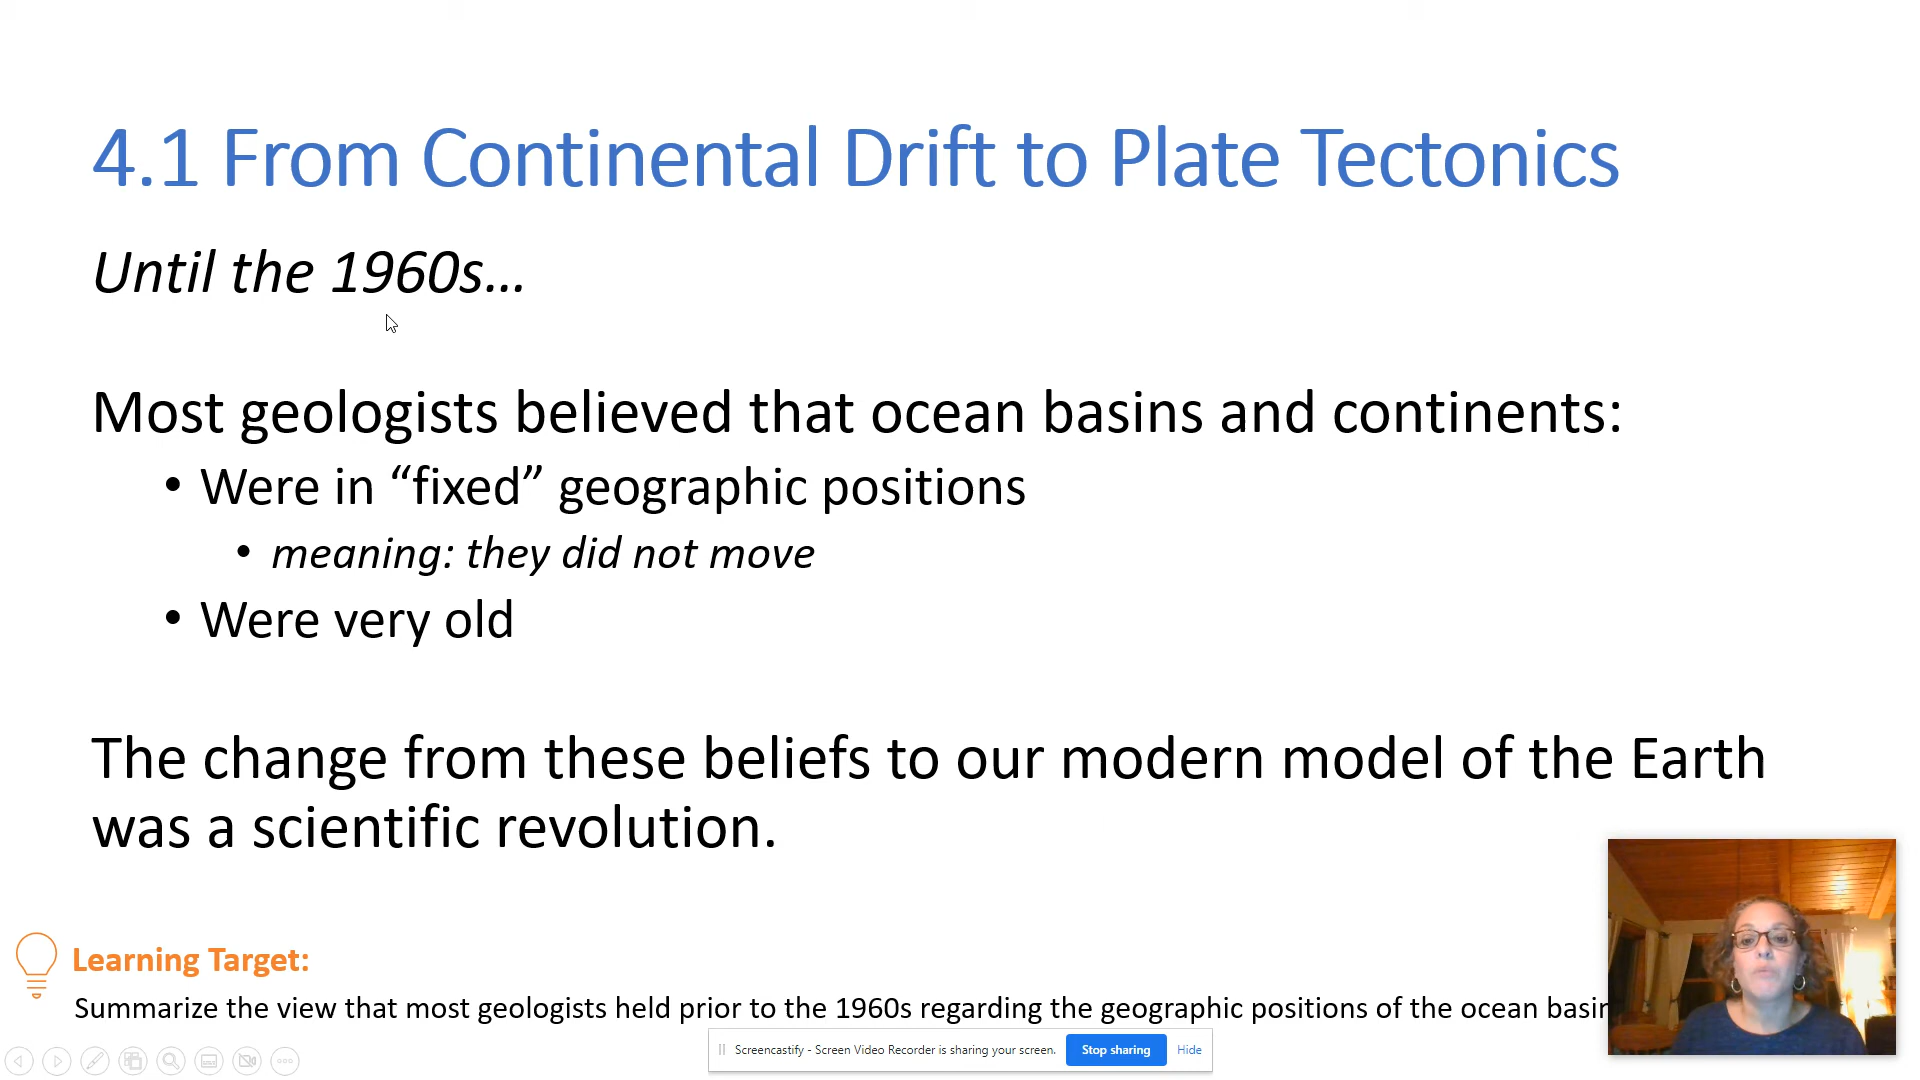 4.1 From Continental Drift to Plate Tectonics
Until the 1960s...
Most geologists believed that ocean basins and continents:
• Were in “fixed” geographic positions
• meaning: they did not move
• Were very old
The change from these beliefs to our modern model of the Earth
was a scientific revolution.
Learning Target:
Summarize the view that most geologists held prior to the 1960s regarding the geographic positions of the ocean
Screencastify - Screen Video Recorder is sharing your screen. Stop sharing Hide